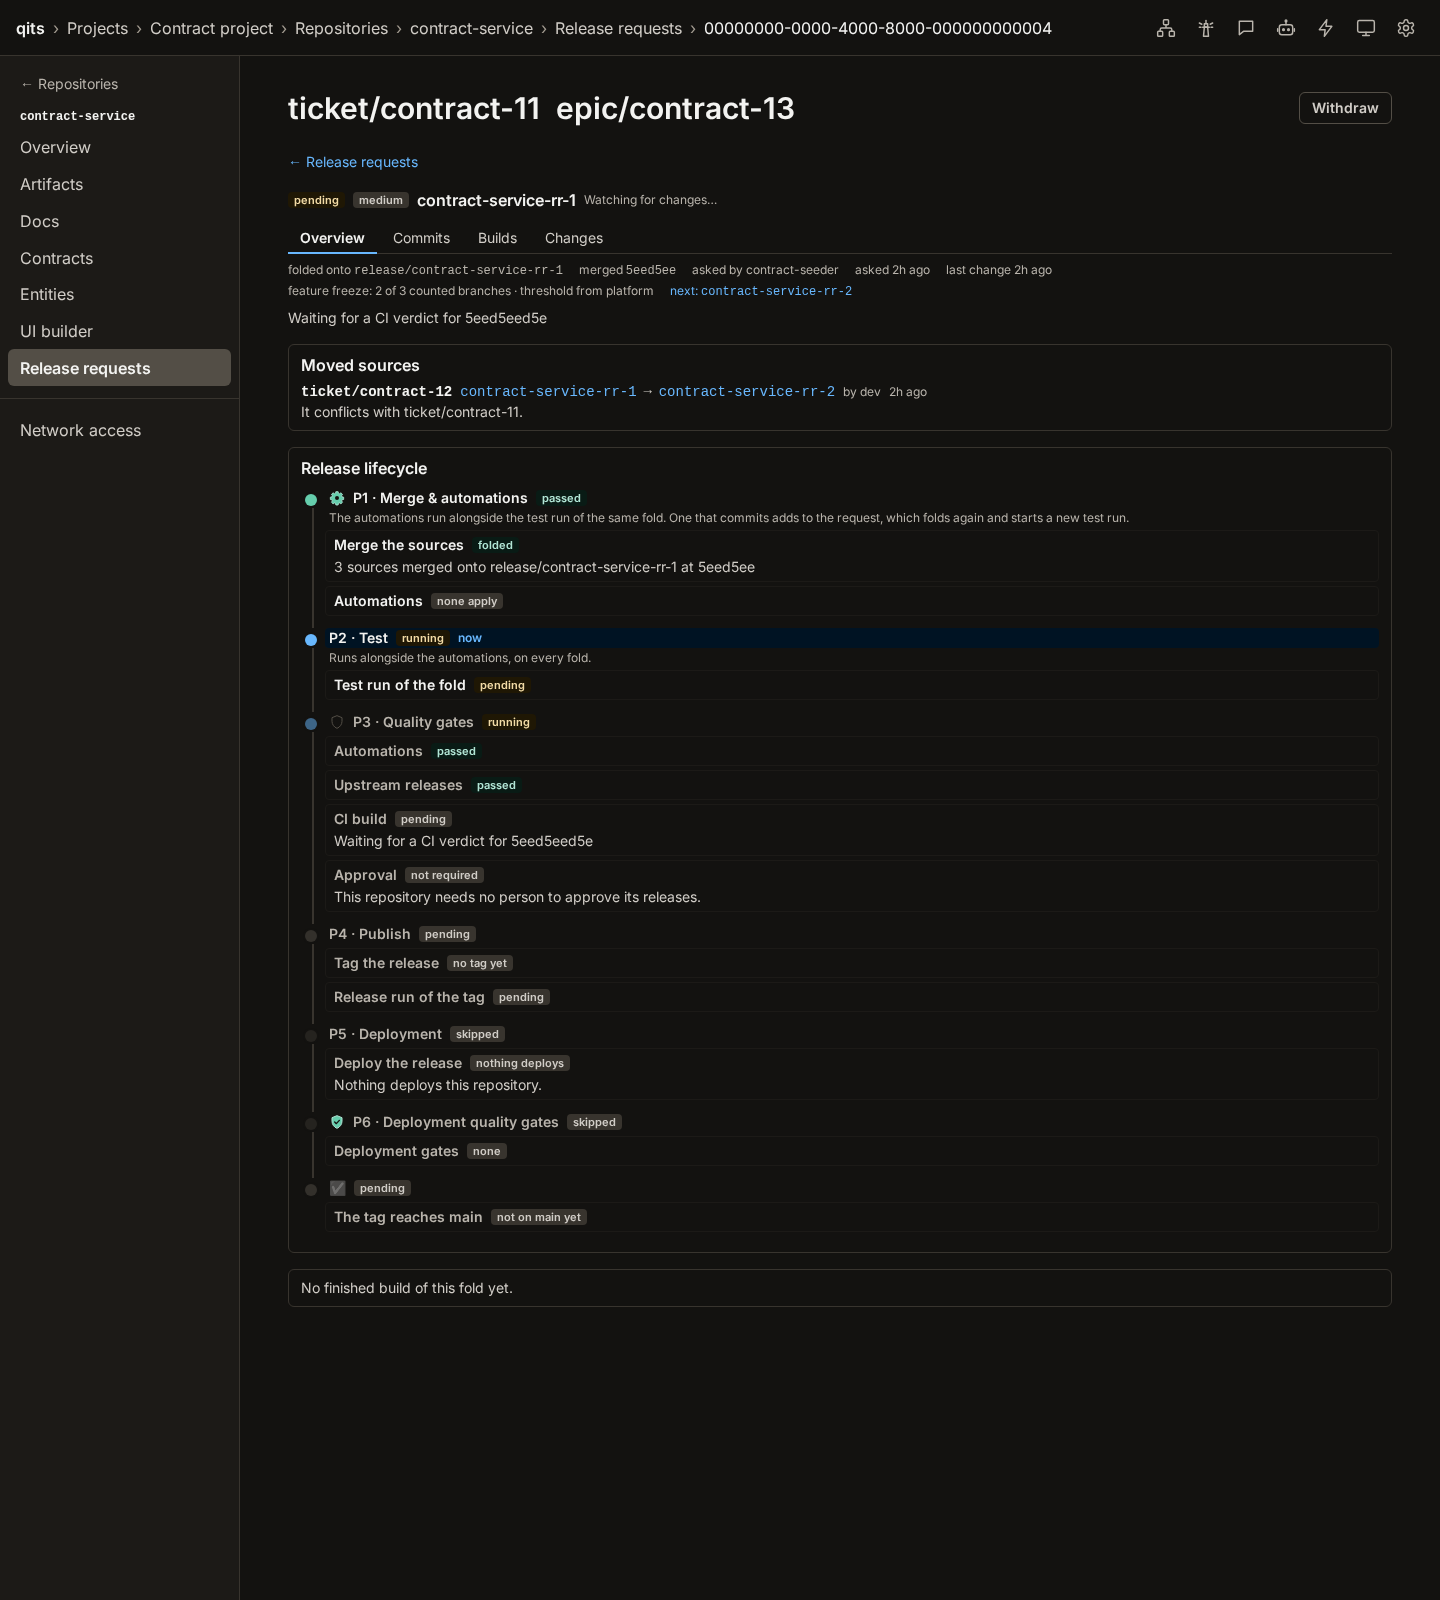 qits › Projects › Contract project › Repositories › contract-service › Release requests › 00000000-0000-4000-8000-000000000004
← Repositories
contract-service
Overview
Artifacts
Docs
Contracts
Entities
UI builder
Release requests
Network access
ticket/contract-11 epic/contract-13
Withdraw
← Release requests
pending medium contract-service-rr-1 Watching for changes…
Overview Commits Builds Changes
folded onto release/contract-service-rr-1 merged 5eed5ee asked by contract-seeder asked 2h ago last change 2h ago
feature freeze: 2 of 3 counted branches · threshold from platform next: contract-service-rr-2
Waiting for a CI verdict for 5eed5eed5e
Moved sources
ticket/contract-12 contract-service-rr-1 → contract-service-rr-2 by dev 2h ago
It conflicts with ticket/contract-11.
Release lifecycle
P1 · Merge & automations passed
The automations run alongside the test run of the same fold. One that commits adds to the request, which folds again and starts a new test run.
Merge the sources folded
3 sources merged onto release/contract-service-rr-1 at 5eed5ee
Automations none apply
P2 · Test running now
Runs alongside the automations, on every fold.
Test run of the fold pending
P3 · Quality gates running
Automations passed
Upstream releases passed
CI build pending
Waiting for a CI verdict for 5eed5eed5e
Approval not required
This repository needs no person to approve its releases.
P4 · Publish pending
Tag the release no tag yet
Release run of the tag pending
P5 · Deployment skipped
Deploy the release nothing deploys
Nothing deploys this repository.
P6 · Deployment quality gates skipped
Deployment gates none
pending
The tag reaches main not on main yet
No finished build of this fold yet.